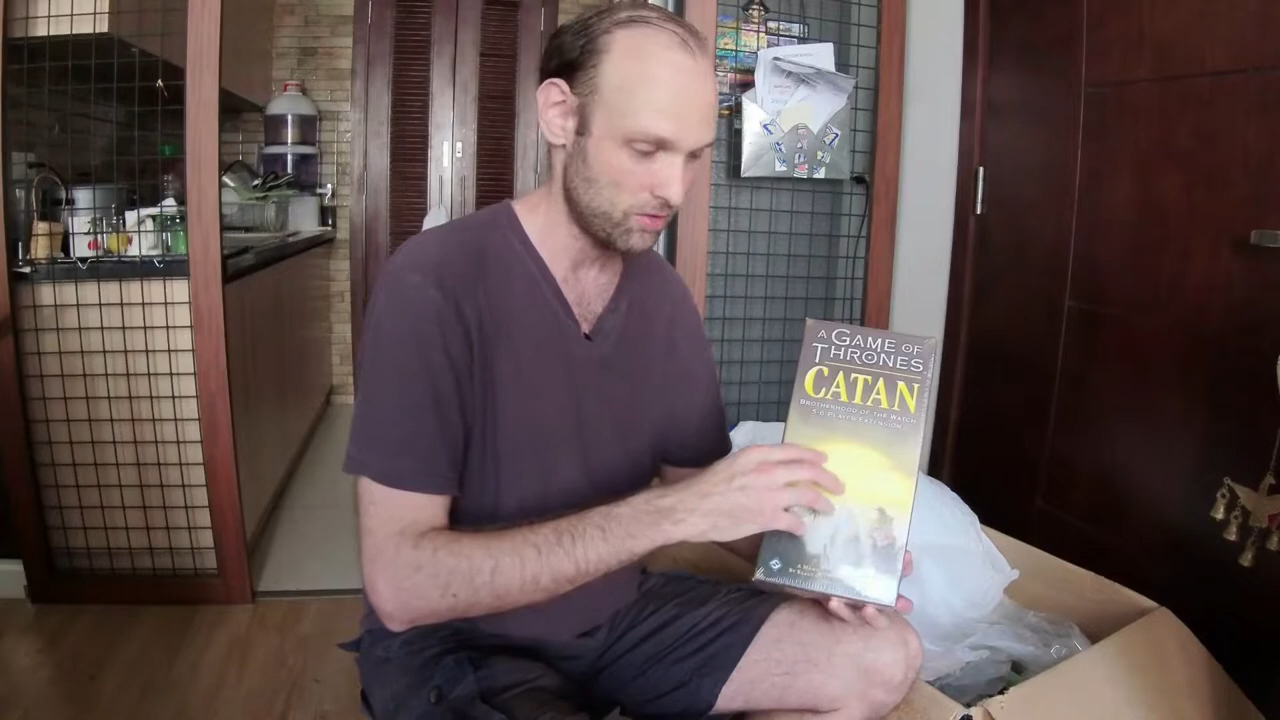 A GAME OF
THRONES
CATAN
BROTHERHOOD OF THE WATCH
5-6 PLAYER EXTENSION